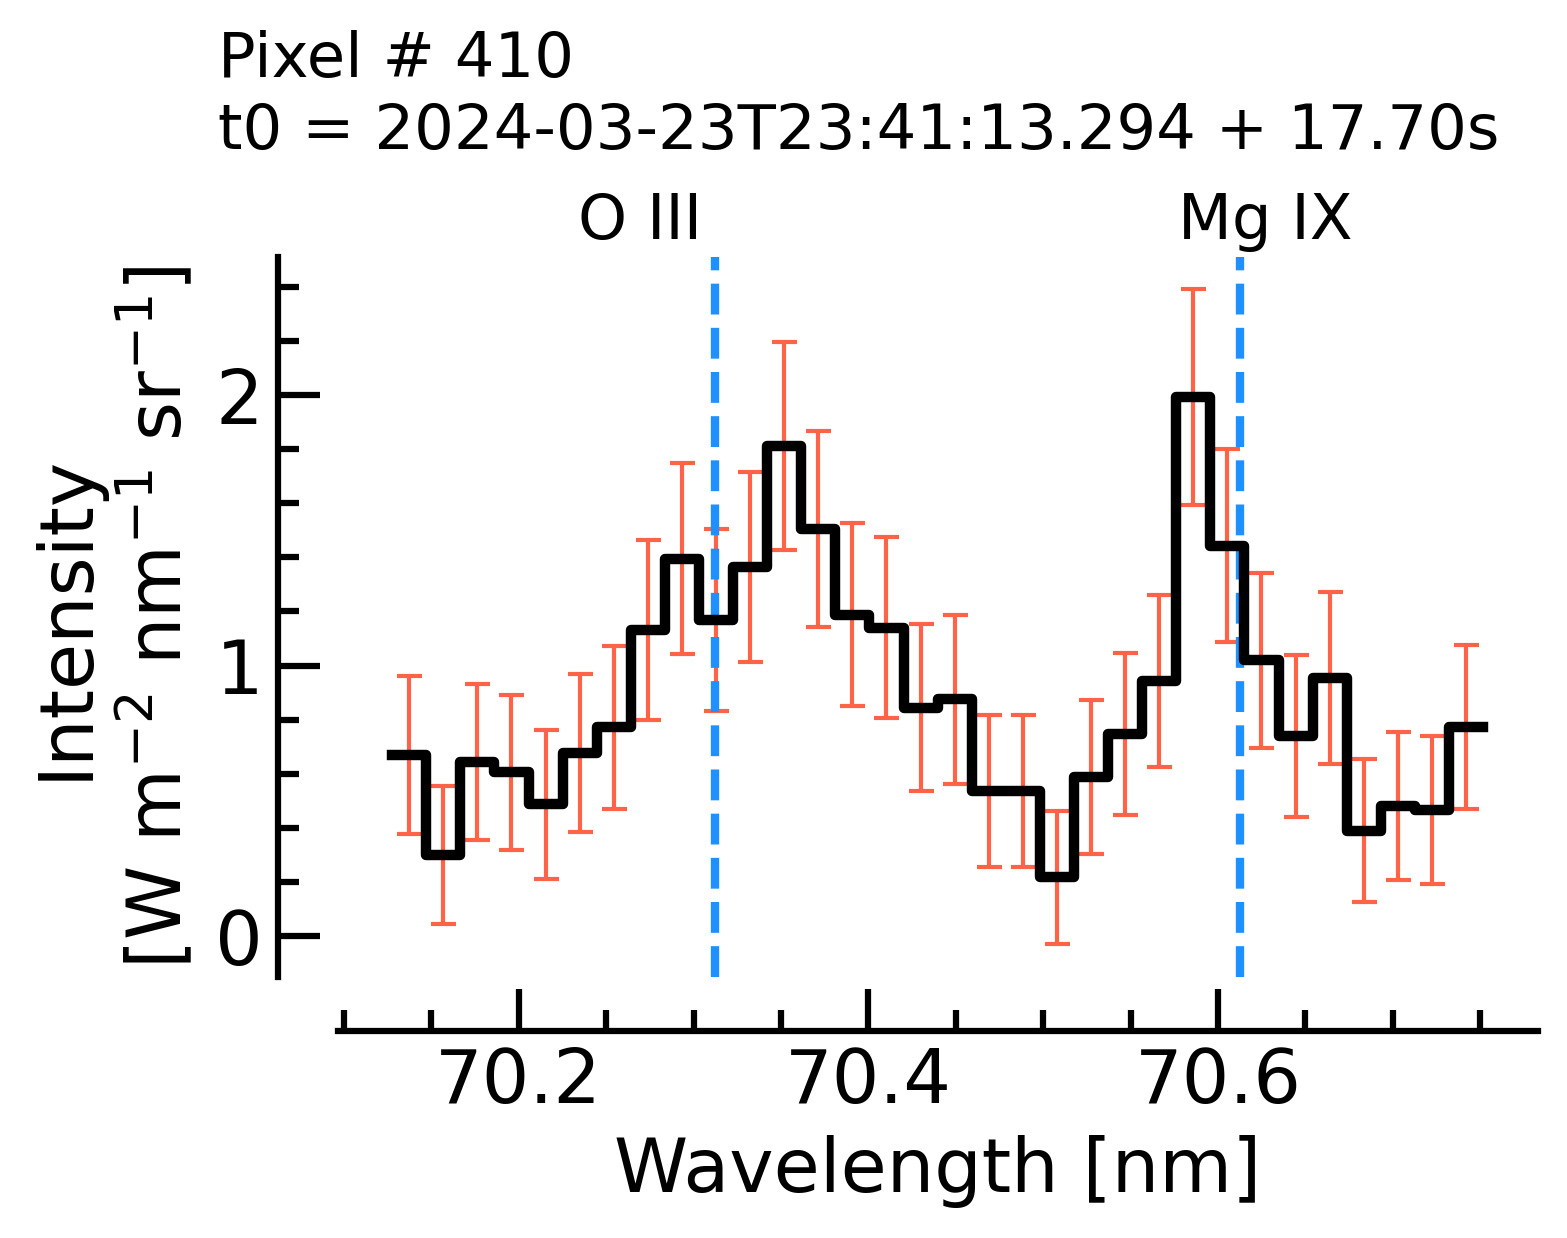 Pixel # 410
t0 = 2024-03-23T23:41:13.294 + 17.70s
O III
Mg IX
Intensity
[W m⁻² nm⁻¹ sr⁻¹]
2
1
0
70.2
70.4
70.6
Wavelength [nm]